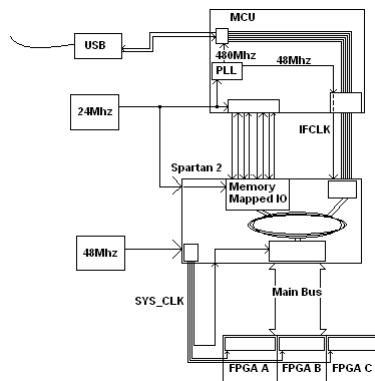 MCU
USB
480Mhz
PLL
48Mhz
24Mhz
IFCLK
Spartan 2
Memory
Mapped IO
48Mhz
Main Bus
SYS_CLK
FPGA A
FPGA B
FPGA C